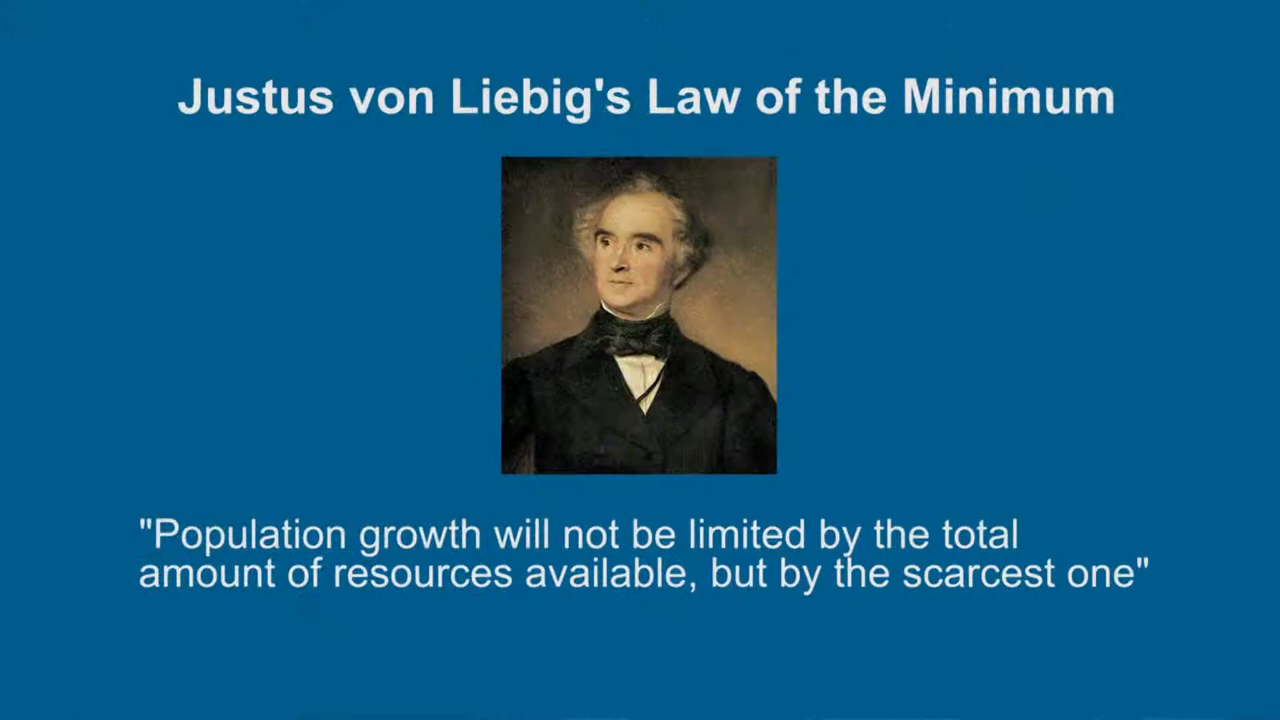 Justus von Liebig's Law of the Minimum
"Population growth will not be limited by the total
amount of resources available, but by the scarcest one"